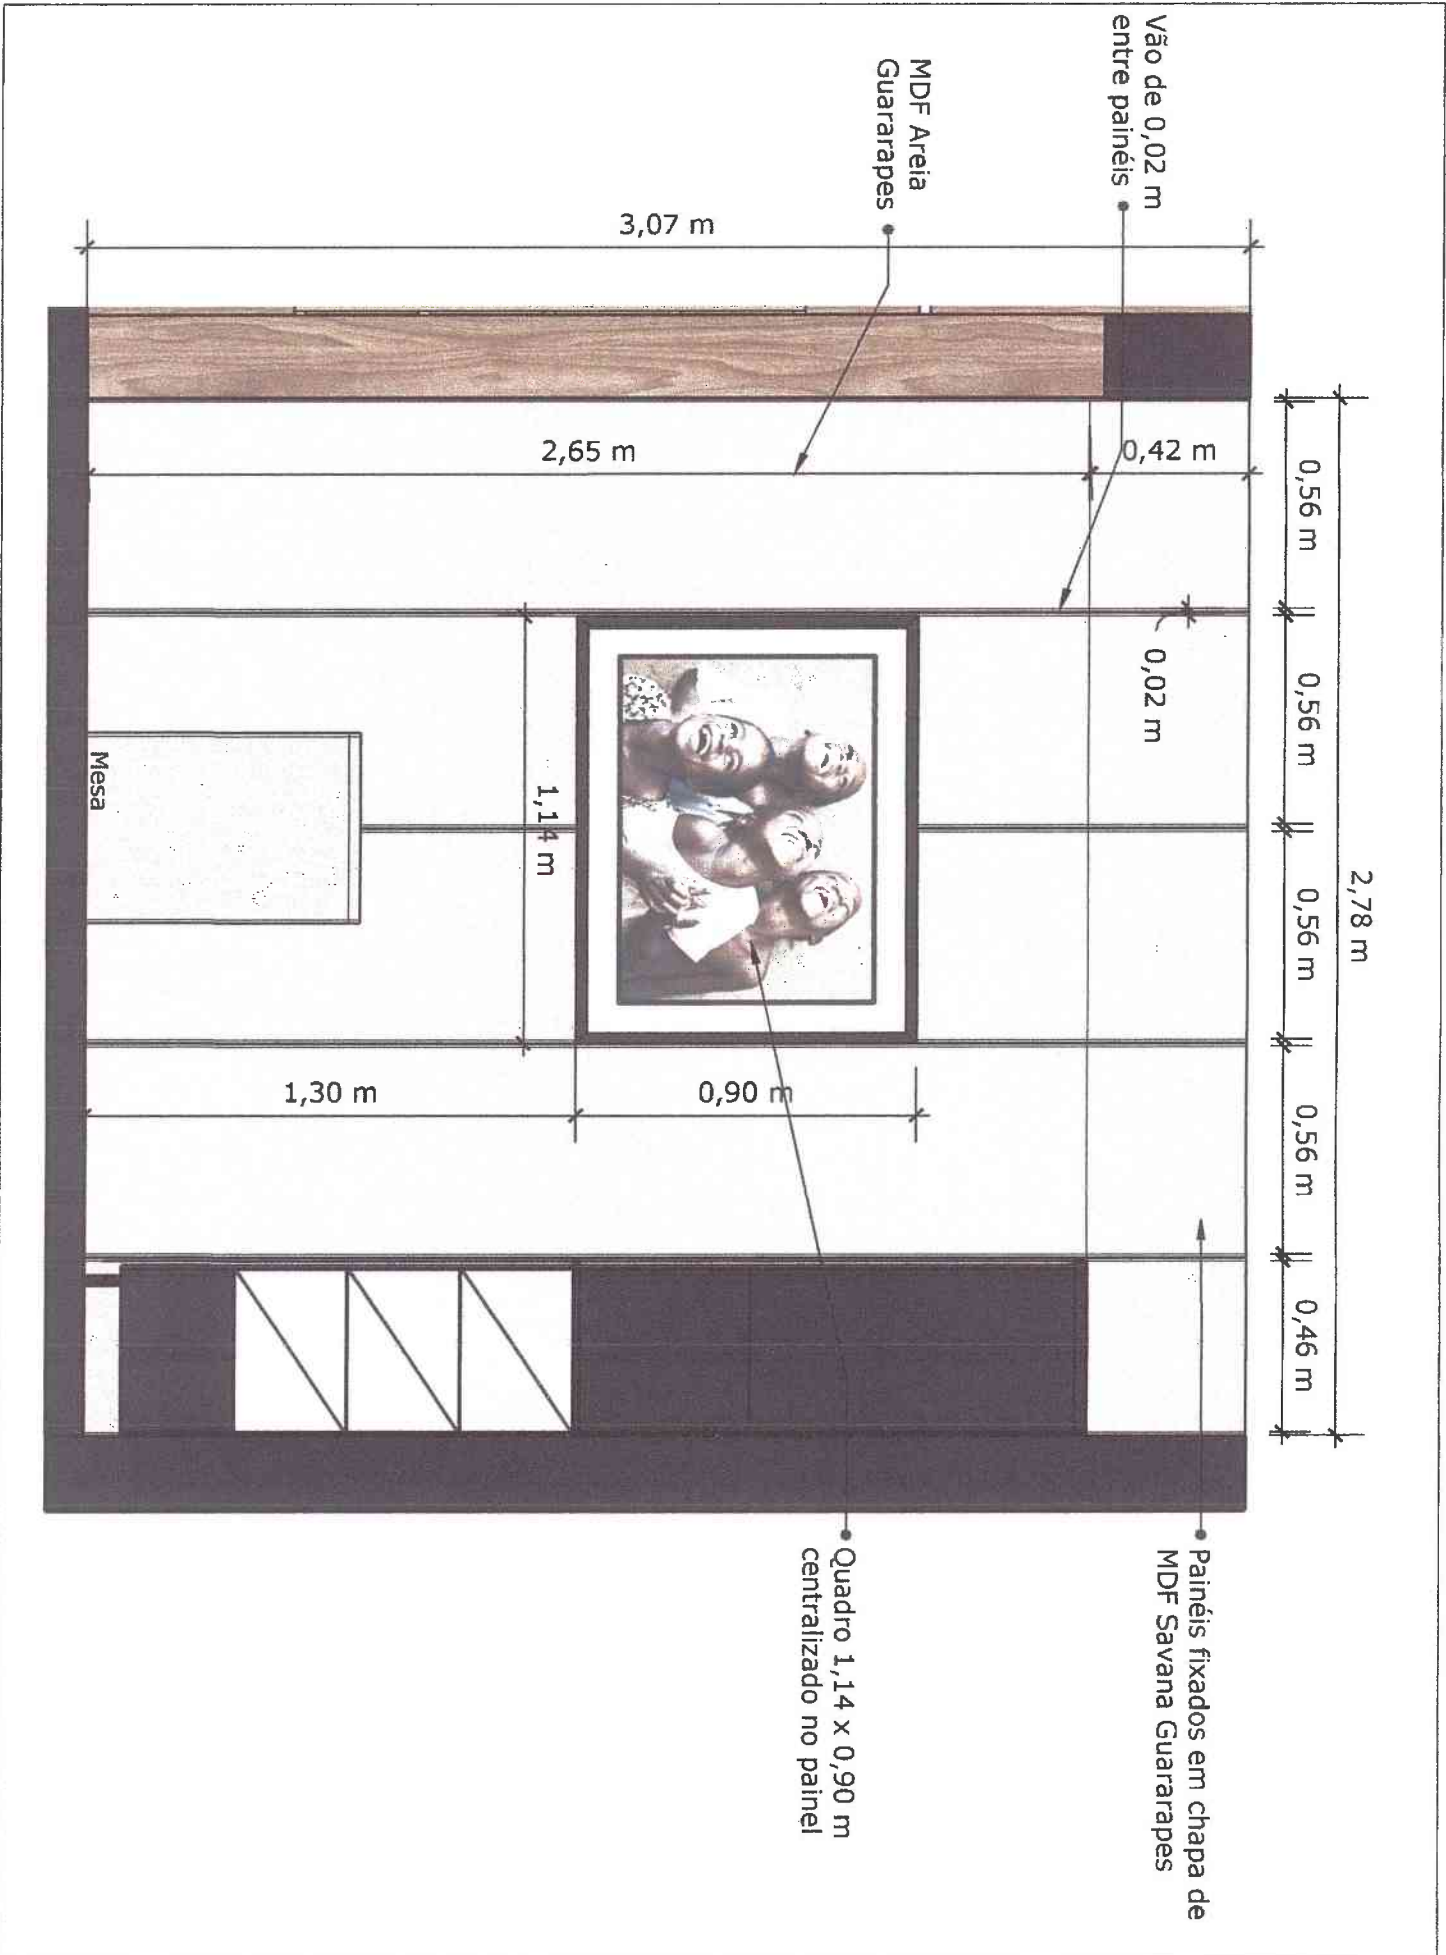 2,78 m
0,56 m
0,56 m
0,56 m
0,56 m
0,46 m
Vão de 0,02 m
entre painéis
0,42 m
0,02 m
Painéis fixados em chapa de
MDF Savana Guararapes
MDF Areia
Guararapes
3,07 m
2,65 m
0,90 m
Quadro 1,14 x 0,90 m
centralizado no painel
1,14 m
1,30 m
Mesa